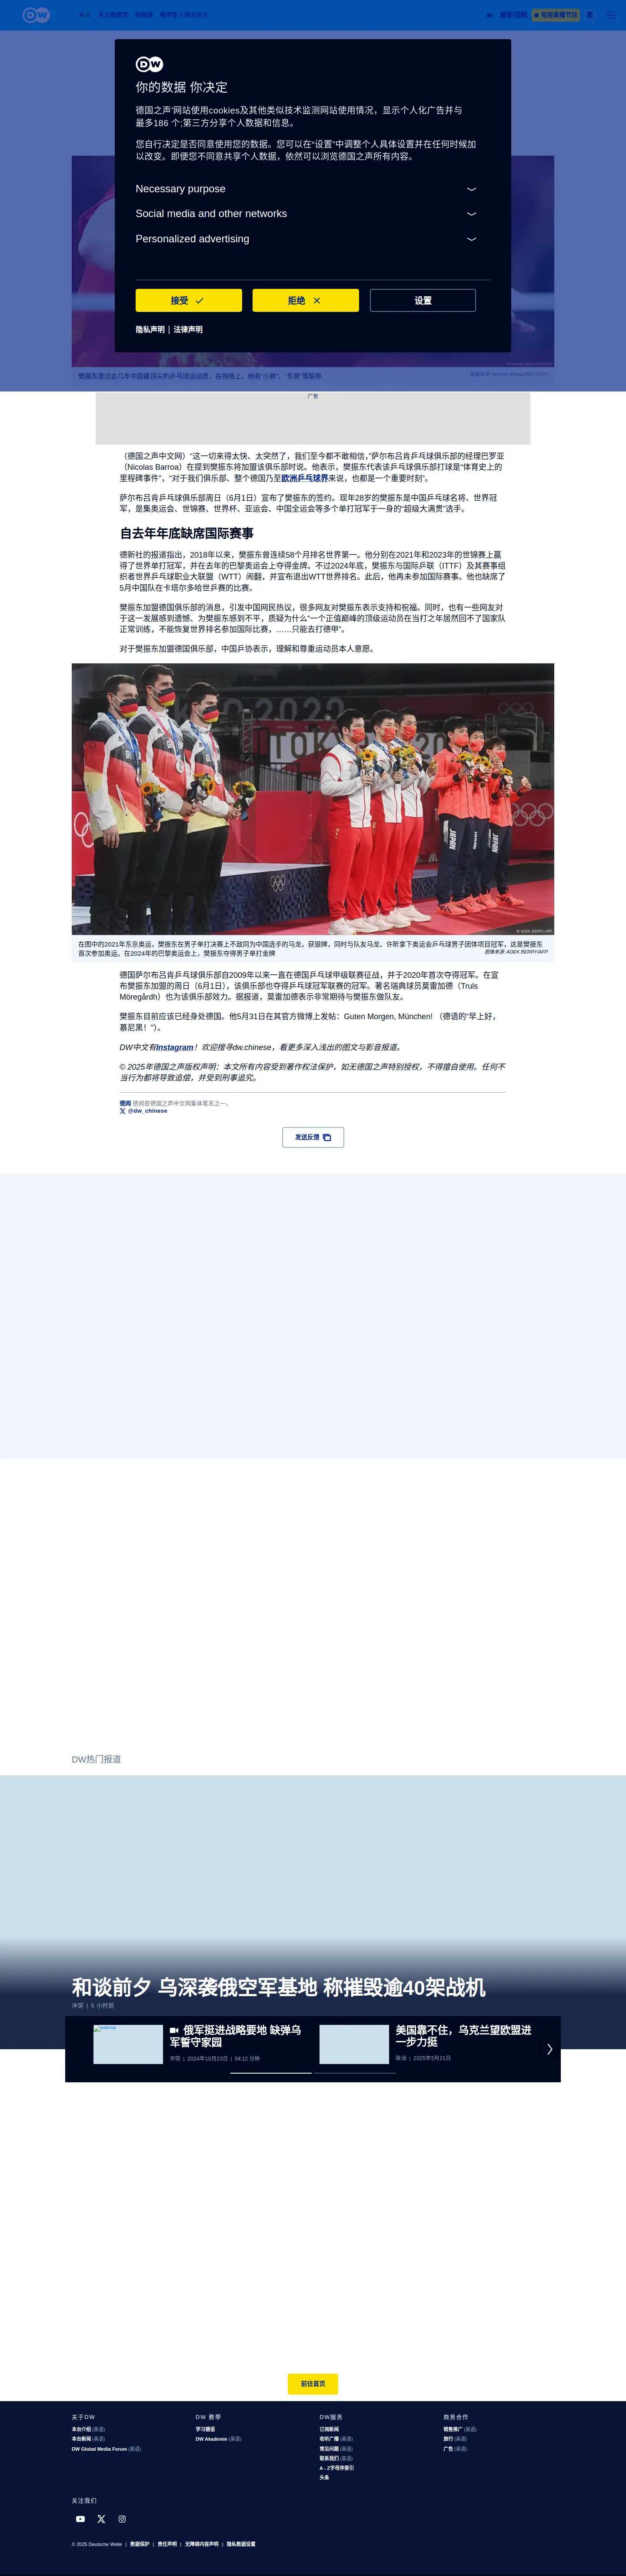 DW
最新视频
电视直播节目
DW
你的数据 你决定
德国之声'网站使用cookies及其他类似技术监测网站使用情况，显示个人化广告并与
最多186 个;第三方分享个人数据和信息。
您自行决定是否同意使用您的数据。您可以在“设置”中调整个人具体设置并在任何时候加
以改变。即便您不同意共享个人数据，依然可以浏览德国之声所有内容。
Necessary purpose
Social media and other networks
Personalized advertising
接受
拒绝
设置
隐私声明 | 法律声明
樊振东是过去几年中国最顶尖的乒乓球运动员，在网络上，他有“小胖”、“东哥”等昵称
广告
（德国之声中文网）“这一切来得太快、太突然了，我们至今都不敢相信，”萨尔布吕肯乒乓球俱乐部的经理巴罗亚
（Nicolas Barroa）在提到樊振东将加盟该俱乐部时说。他表示，樊振东代表该乒乓球俱乐部打球是“体育史上的
里程碑事件”，“对于我们俱乐部、整个德国乃至欧洲乒乓球界来说，也都是一个重要时刻”。
萨尔布吕肯乒乓球俱乐部周日（6月1日）宣布了樊振东的签约。现年28岁的樊振东是中国乒乓球名将、世界冠
军，是集奥运会、世锦赛、世界杯、亚运会、中国全运会等多个单打冠军于一身的“超级大满贯”选手。
自去年年底缺席国际赛事
德新社的报道指出，2018年以来，樊振东曾连续58个月排名世界第一。他分别在2021年和2023年的世锦赛上赢
得了世界单打冠军，并在去年的巴黎奥运会上夺得金牌。不过2024年底，樊振东与国际乒联（ITTF）及其赛事组
织者世界乒乓球职业大联盟（WTT）闹翻，并宣布退出WTT世界排名。此后，他再未参加国际赛事。他也缺席了
5月中国队在卡塔尔多哈世乒赛的比赛。
樊振东加盟德国俱乐部的消息，引发中国网民热议，很多网友对樊振东表示支持和祝福。同时，也有一些网友对
于这一发展感到遗憾、为樊振东感到不平，质疑为什么“一个正值巅峰的顶级运动员在当打之年居然回不了国家队
正常训练，不能恢复世界排名参加国际比赛，……只能去打德甲”。
对于樊振东加盟德国俱乐部，中国乒协表示，理解和尊重运动员本人意愿。
TOKYO 2020
JAPAN
JAPAN
© ADEK BERRY/AFP
在图中的2021年东京奥运，樊振东在男子单打决赛上不敌同为中国选手的马龙，获银牌，同时与队友马龙、许昕拿下奥运会乒乓球男子团体项目冠军，这是樊振东
首次参加奥运。在2024年的巴黎奥运会上，樊振东夺得男子单打金牌
图像来源: ADEK BERRY/AFP
德国萨尔布吕肯乒乓球俱乐部自2009年以来一直在德国乒乓球甲级联赛征战，并于2020年首次夺得冠军。在宣
布樊振东加盟的周日（6月1日），该俱乐部也夺得乒乓球冠军联赛的冠军。著名瑞典球员莫雷加德（Truls
Möregårdh）也为该俱乐部效力。据报道，莫雷加德表示非常期待与樊振东做队友。
樊振东目前应该已经身处德国。他5月31日在其官方微博上发帖：Guten Morgen, München! （德语的“早上好，
慕尼黑！”）。
DW中文有Instagram！欢迎搜寻dw.chinese，看更多深入浅出的图文与影音报道。
© 2025年德国之声版权声明：本文所有内容受到著作权法保护，如无德国之声特别授权，不得擅自使用。任何不
当行为都将导致追偿，并受到刑事追究。
德闻 德闻是德国之声中文网集体笔名之一。
@dw_chinese
发送反馈
DW热门报道
和谈前夕 乌深袭俄空军基地 称摧毁逾40架战机
冲突 | 5 小时前
俄军挺进战略要地 缺弹乌
军誓守家园
冲突 | 2024年10月23日 | 04:12 分钟
美国靠不住，乌克兰望欧盟进
一步力挺
政治 | 2025年5月21日
前往首页
关于DW
本台介绍 (英语)
本台新闻 (英语)
DW Global Media Forum (英语)
DW 教學
学习德语
DW Akademie (英语)
DW服务
订阅新闻
收听广播 (英语)
常见问题 (英语)
联系我们 (英语)
A - Z字母序索引
头条
商务合作
销售推广 (英语)
旅行 (英语)
广告 (英语)
关注我们
© 2025 Deutsche Welle | 数据保护 | 责任声明 | 无障碍内容声明 | 隐私数据设置